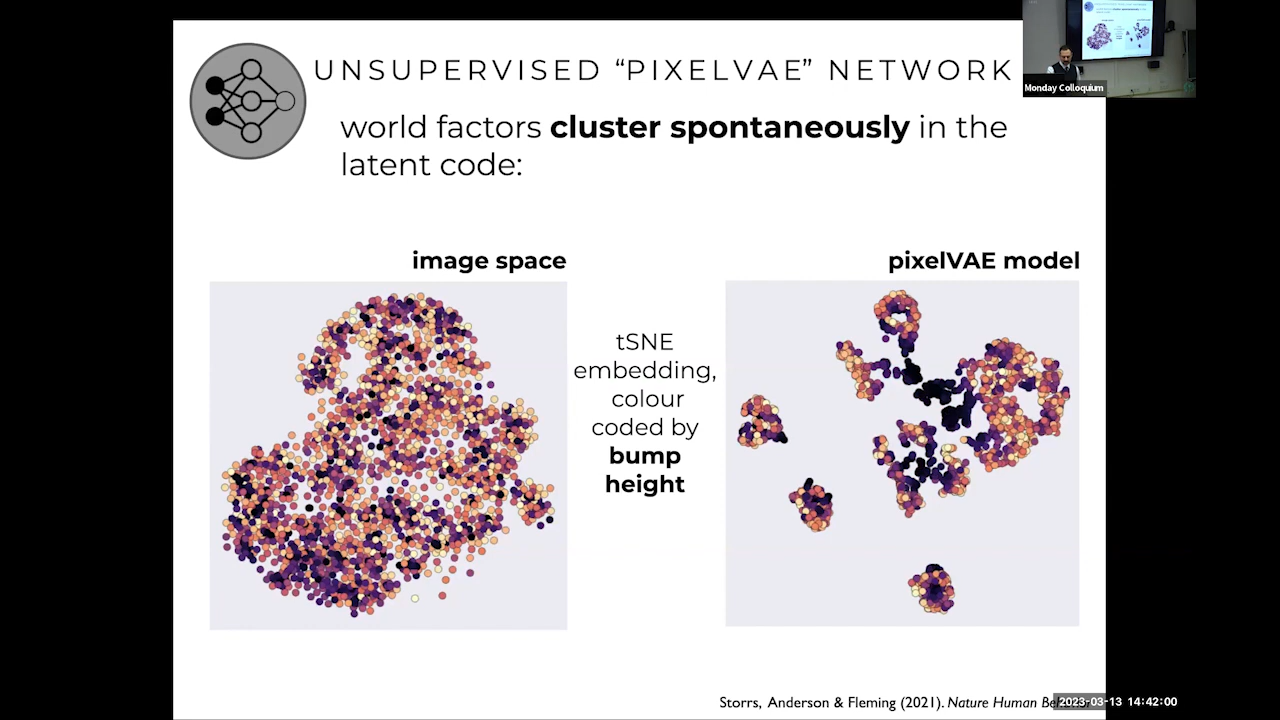 UNSUPERVISED “PIXELVAE” NETWORK
world factors cluster spontaneously in the
latent code:
image space
pixelVAE model
tSNE
embedding,
colour
coded by
bump
height
Storrs, Anderson & Fleming (2021). Nature Human Be
2023-03-13 14:42:00
Monday Colloquium